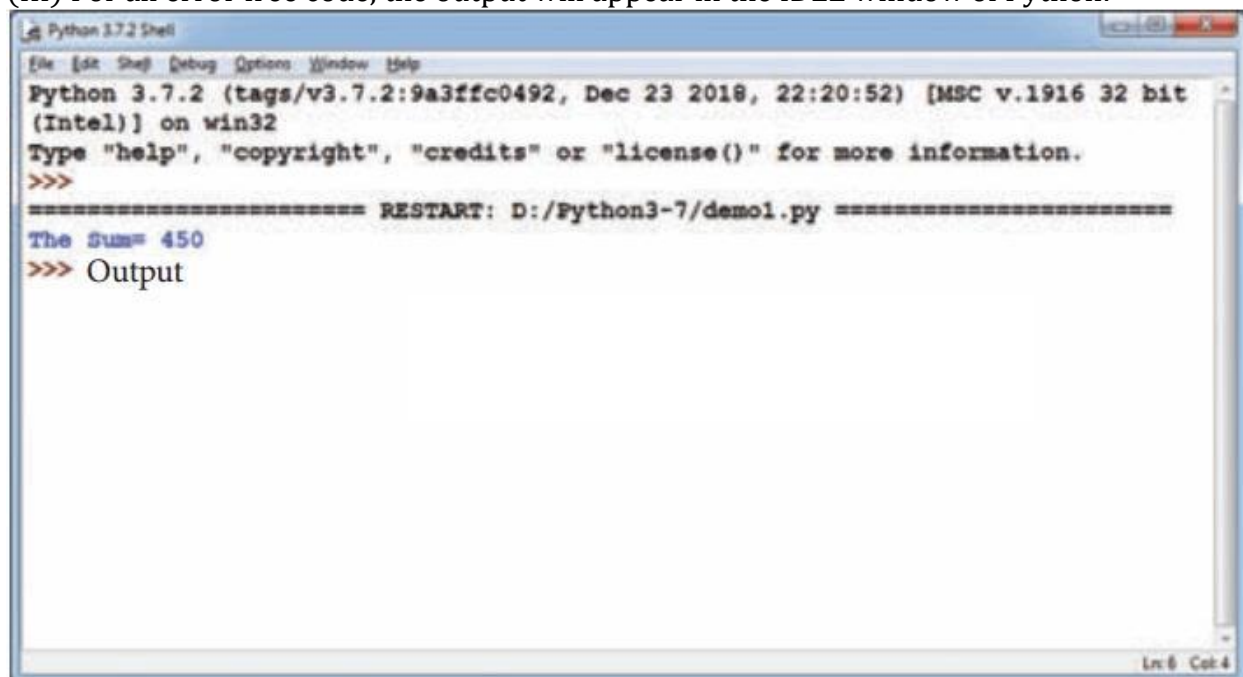 (iii) For an error free code, the output will appear in the IDLE window of Python.
Python 3.7.2 Shell
File Edit Shell Debug Options Window Help
Python 3.7.2 (tags/v3.7.2:9a3ffc0492, Dec 23 2018, 22:20:52) [MSC v.1916 32 bit
(Intel)] on win32
Type "help", "copyright", "credits" or "license()" for more information.
>>>
======================== RESTART: D:/Python3-7/demo1.py ========================
The Sum= 450
>>> Output
Ln: 6 Col: 4